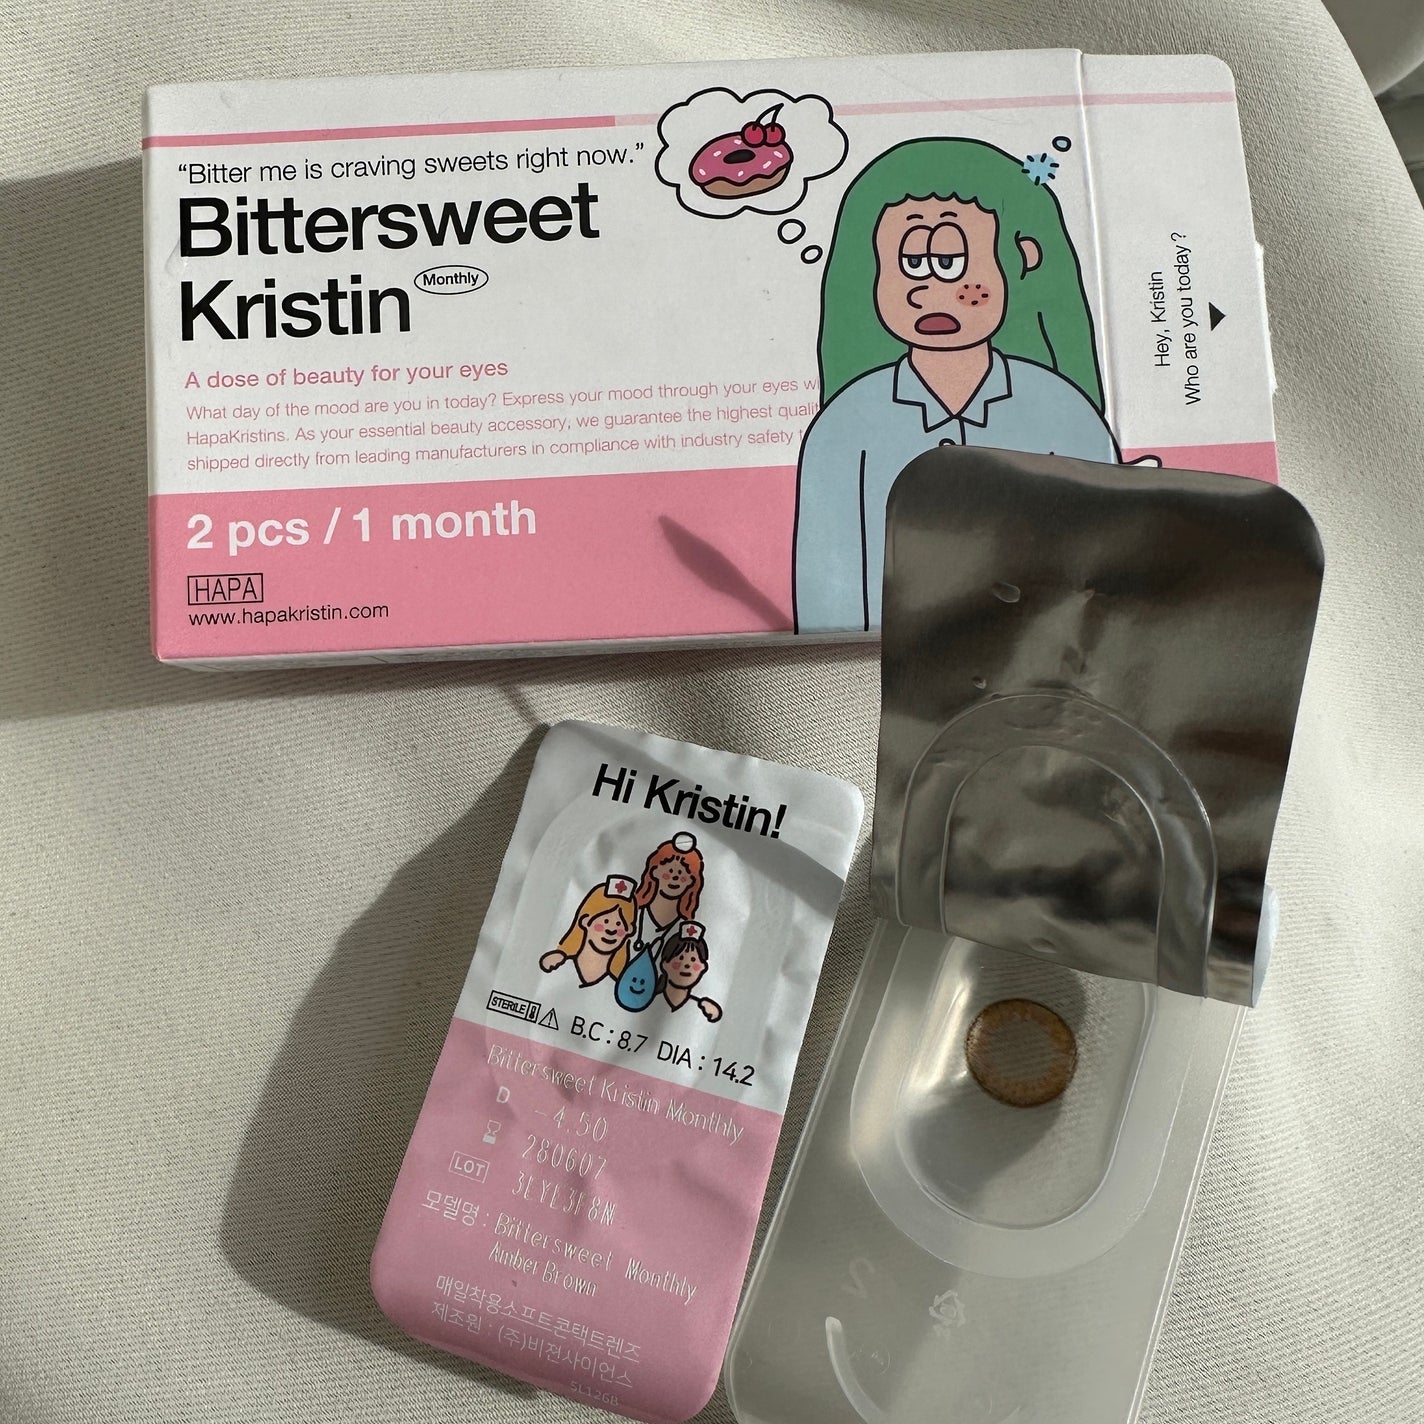 “Bitter me is craving sweets right now.”
Bittersweet
Kristin Monthly
A dose of beauty for your eyes
What day of the mood are you in today? Express your mood through your eyes
HapaKristins. As your essential beauty accessory, we guarantee the highest
shipped directly from leading manufacturers in compliance with industry safety
2 pcs / 1 month
HAPA
www.hapakristin.com
Hey, Kristin
Who are you today?
Hi Kristin!
STERILE B.C : 8.7 DIA : 14.2
Bittersweet Kristin Monthly
D -4.50
280607
LOT
모델명 : Bittersweet Monthly
Amber Brown
매일착용소프트콘택트렌즈
제조원 : (주)비젼사이언스